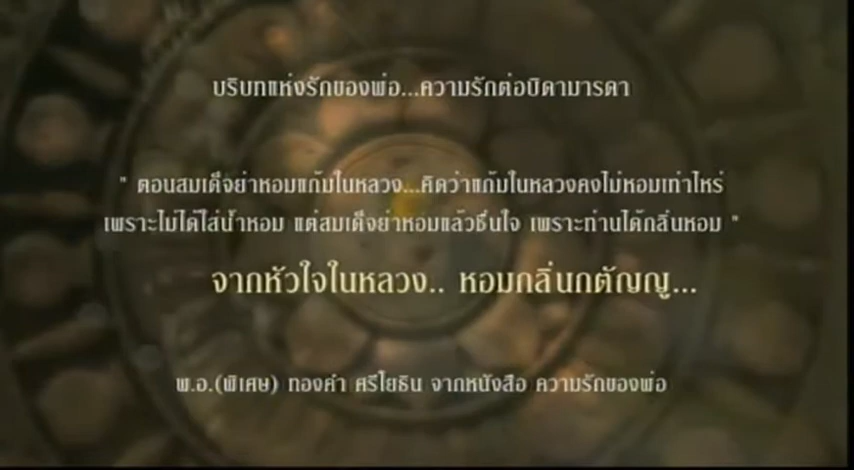 บริบทแห่งรักของพ่อ...ความรักต่อบิดามารดา
" ตอนสมเด็จย่าหอมแก้มในหลวง...คิดว่าแก้มในหลวงคงไม่หอมเท่าไหร่
เพราะไม่ได้ใส่น้ำหอม แต่สมเด็จย่าหอมแล้วชื่นใจ เพราะท่านได้กลิ่นหอม "
จากหัวใจในหลวง.. หอมกลิ่นกตัญญู...
พ.อ.(พิเศษ) ทองคำ ศรีโยธิน จากหนังสือ ความรักของพ่อ